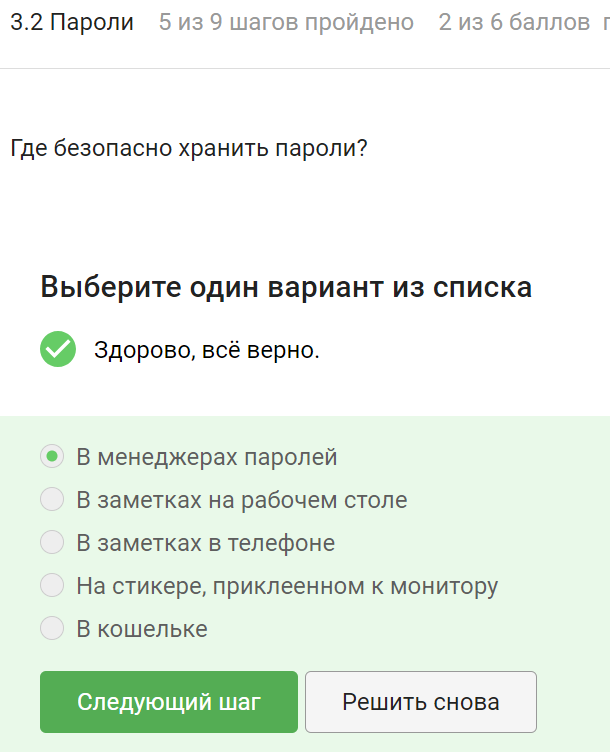 3.2 Пароли 5 из 9 шагов пройдено 2 из 6 баллов
Где безопасно хранить пароли?
Выберите один вариант из списка
Здорово, всё верно.
В менеджерах паролей
В заметках на рабочем столе
В заметках в телефоне
На стикере, приклеенном к монитору
В кошельке
Следующий шаг Решить снова